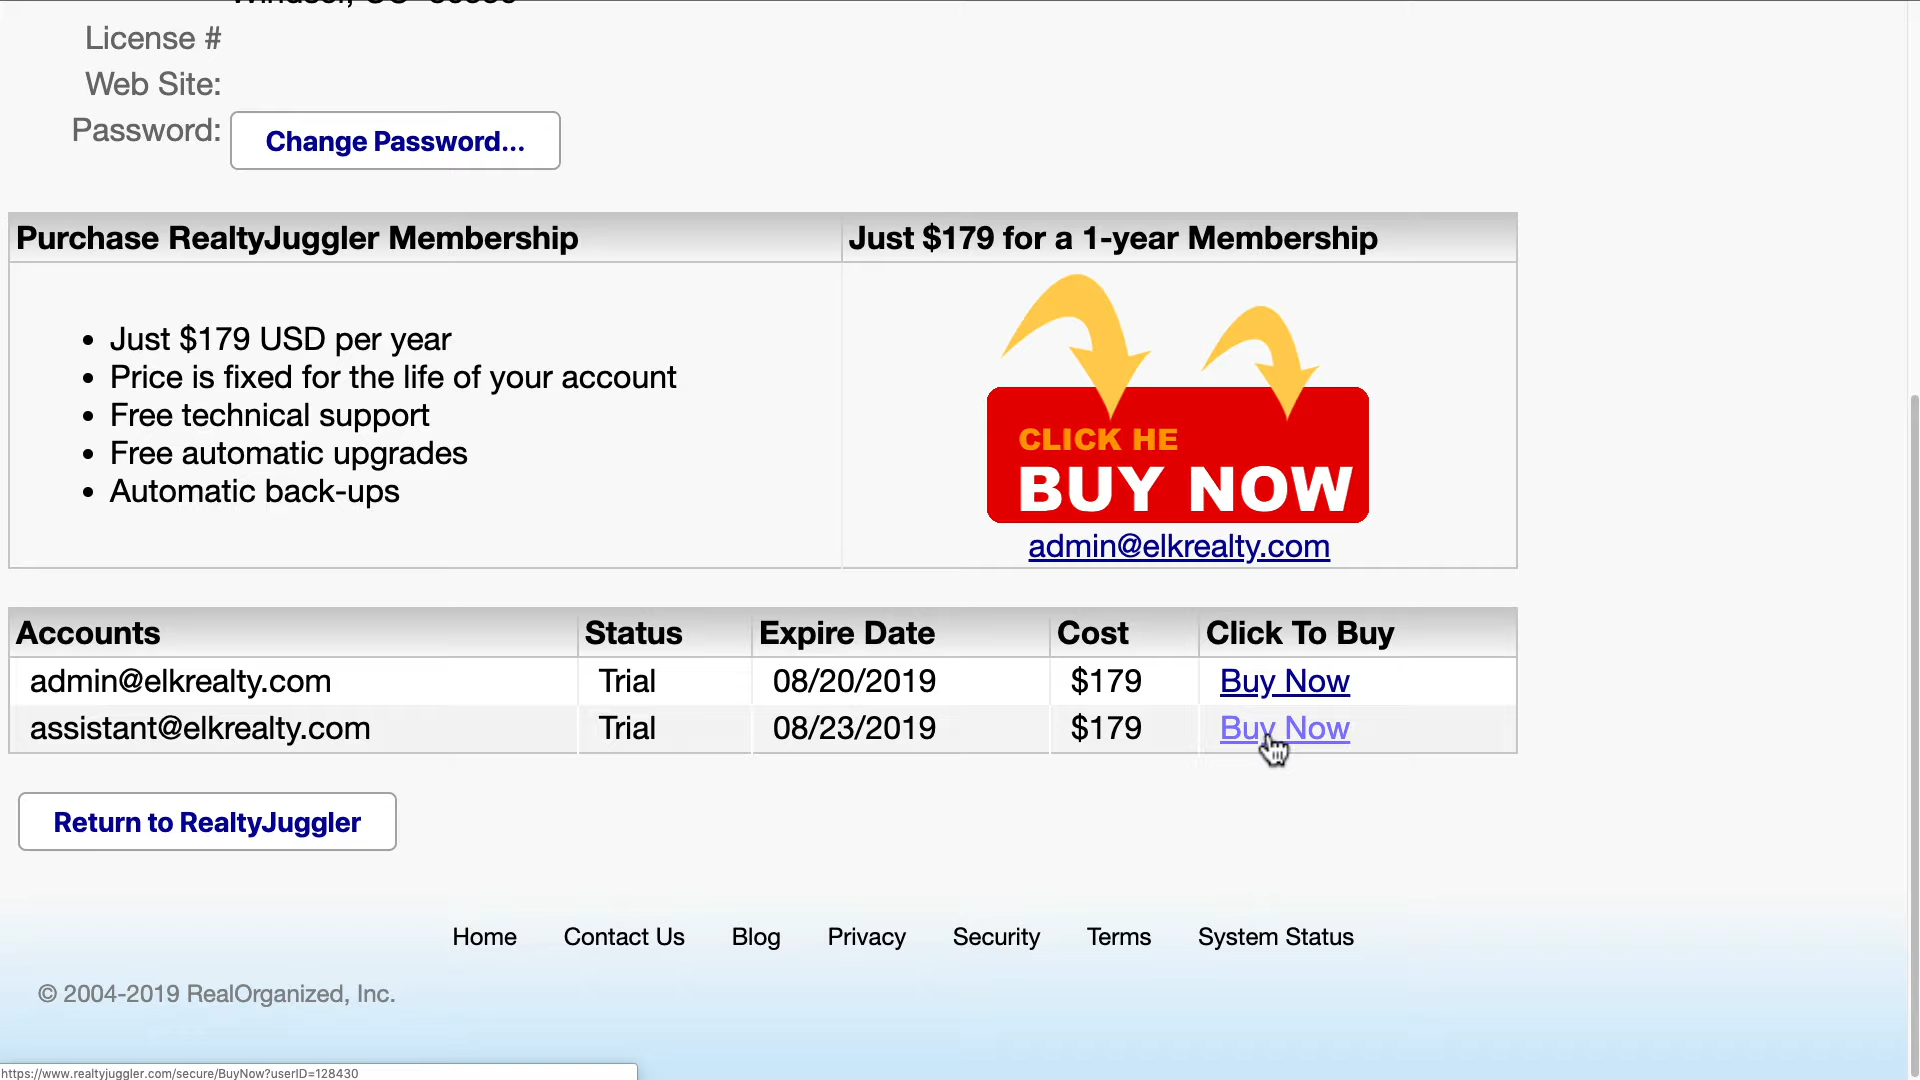 License #
Web Site:
Password: Change Password...
Purchase RealtyJuggler Membership Just $179 for a 1-year Membership
• Just $179 USD per year
• Price is fixed for the life of your account
• Free technical support
• Free automatic upgrades
• Automatic back-ups
CLICK HE
BUY NOW
admin@elkrealty.com
Accounts Status Expire Date Cost Click To Buy
admin@elkrealty.com Trial 08/20/2019 $179 Buy Now
assistant@elkrealty.com Trial 08/23/2019 $179 Buy Now
Return to RealtyJuggler
Home Contact Us Blog Privacy Security Terms System Status
© 2004-2019 RealOrganized, Inc.
https://www.realtyjuggler.com/secure/BuyNow?userID=128430